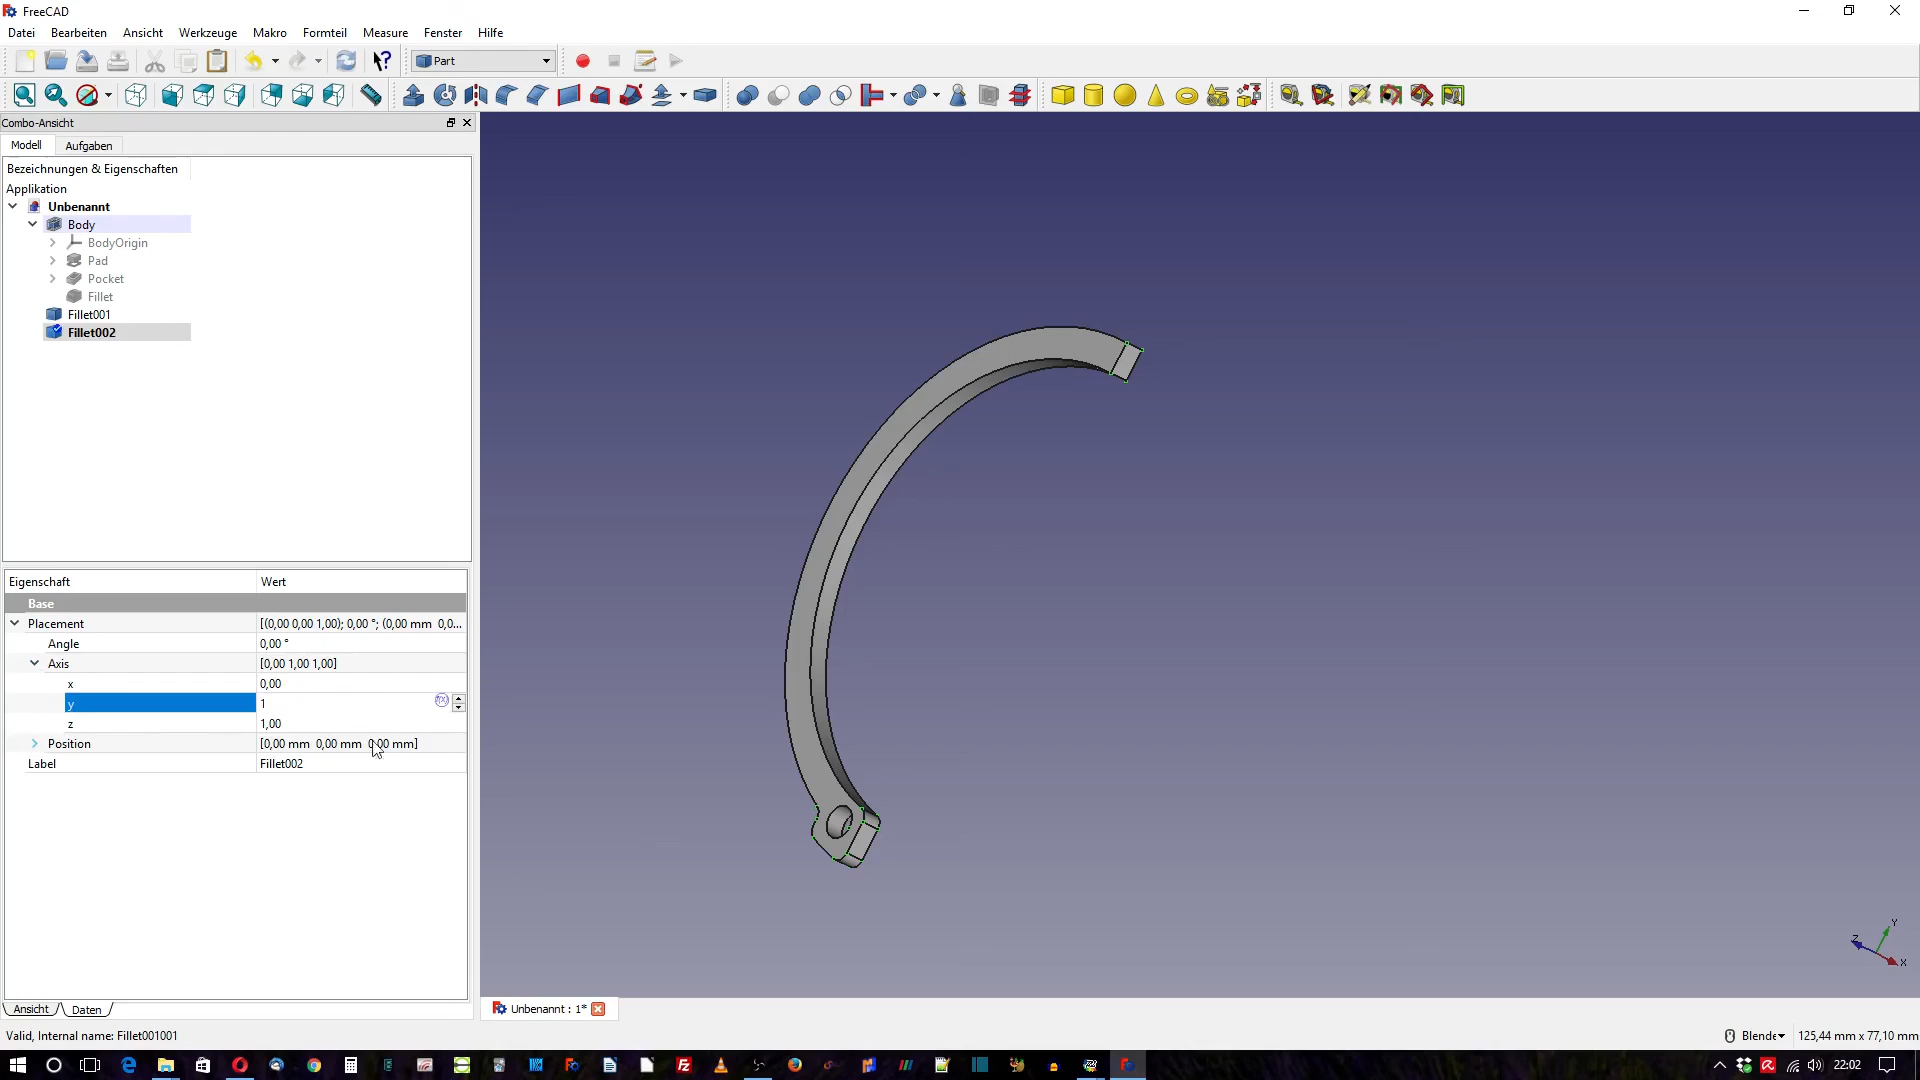 FreeCAD
Datei Bearbeiten Ansicht Werkzeuge Makro Formteil Measure Fenster Hilfe
Part
Combo-Ansicht
Modell Aufgaben
Bezeichnungen & Eigenschaften
Applikation
Unbenannt
Body
BodyOrigin
Pad
Pocket
Fillet
Fillet001
Fillet002
Eigenschaft Wert
Base
Placement [(0,00 0,00 1,00); 0,00 °; (0,00 mm 0,0...
Angle 0,00 °
Axis [0,00 1,00 1,00]
x 0,00
y 1
z 1,00
Position [0,00 mm 0,00 mm 0,00 mm]
Label Fillet002
Y
Z
X
Ansicht Daten
Unbenannt : 1*
Valid, Internal name: Fillet001001
Blende 125,44 mm x 77,10 mm
22:02